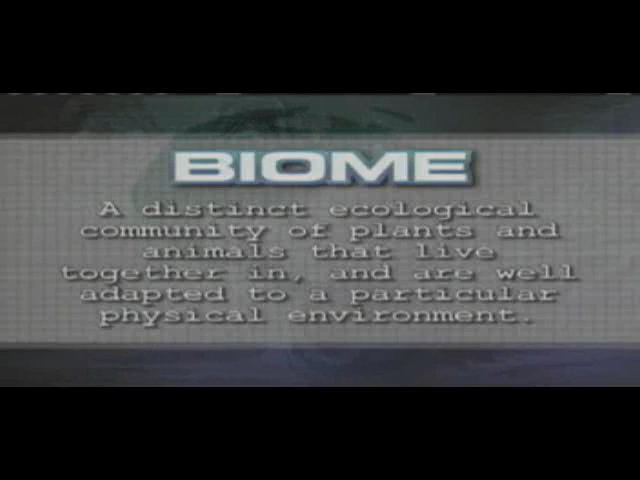 BIOME
A distinct ecological
community of plants and
animals that live
together in, and are well
adapted to a particular
physical environment.